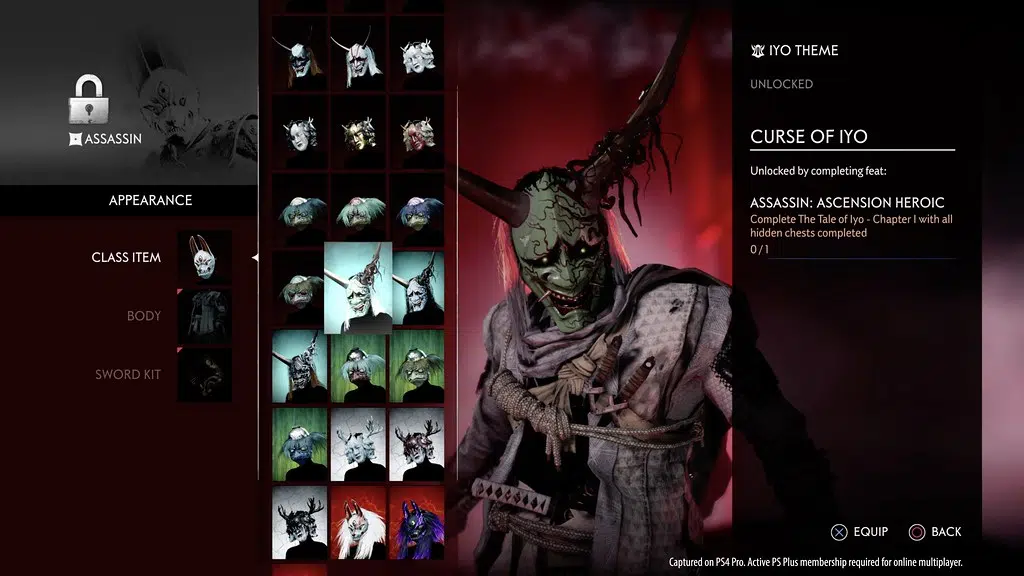 ASSASSIN
APPEARANCE
CLASS ITEM
BODY
SWORD KIT
IYO THEME
UNLOCKED
CURSE OF IYO
Unlocked by completing feat:
ASSASSIN: ASCENSION HEROIC
Complete The Tale of Iyo - Chapter I with all
hidden chests completed
0/1
EQUIP
BACK
Captured on PS4 Pro. Active PS Plus membership required for online multiplayer.